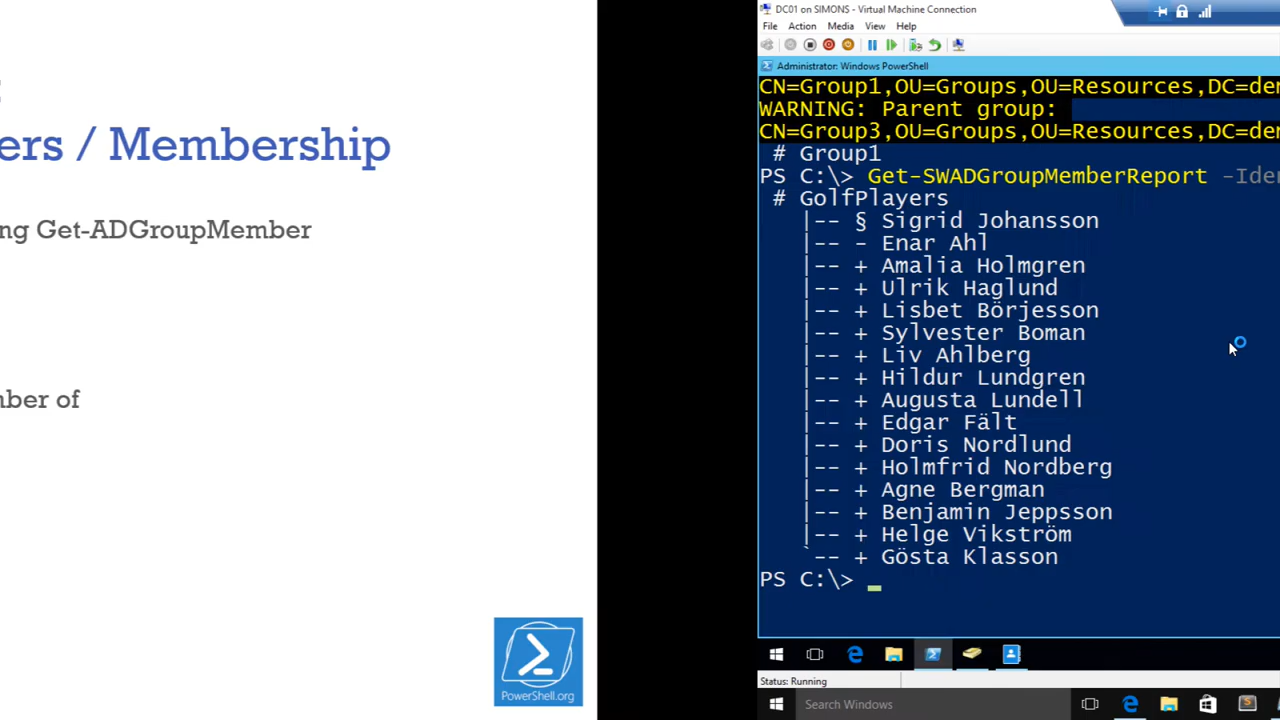 ers / Membership
ng Get-ADGroupMember
ber of
PowerShell.org
DC01 on SIMONS - Virtual Machine Connection
File Action Media View Help
Administrator: Windows PowerShell
CN=Group1,OU=Groups,OU=Resources,DC=de
WARNING: Parent group:
CN=Group3,OU=Groups,OU=Resources,DC=de
# Group1
PS C:\> Get-SWADGroupMemberReport -Ide
# GolfPlayers
|-- § Sigrid Johansson
|-- - Enar Ahl
|-- + Amalia Holmgren
|-- + Ulrik Haglund
|-- + Lisbet Börjesson
|-- + Sylvester Boman
|-- + Liv Ahlberg
|-- + Hildur Lundgren
|-- + Augusta Lundell
|-- + Edgar Fält
|-- + Doris Nordlund
|-- + Holmfrid Nordberg
|-- + Agne Bergman
|-- + Benjamin Jeppsson
|-- + Helge Vikström
`-- + Gösta Klasson
PS C:\> _
Status: Running
Search Windows